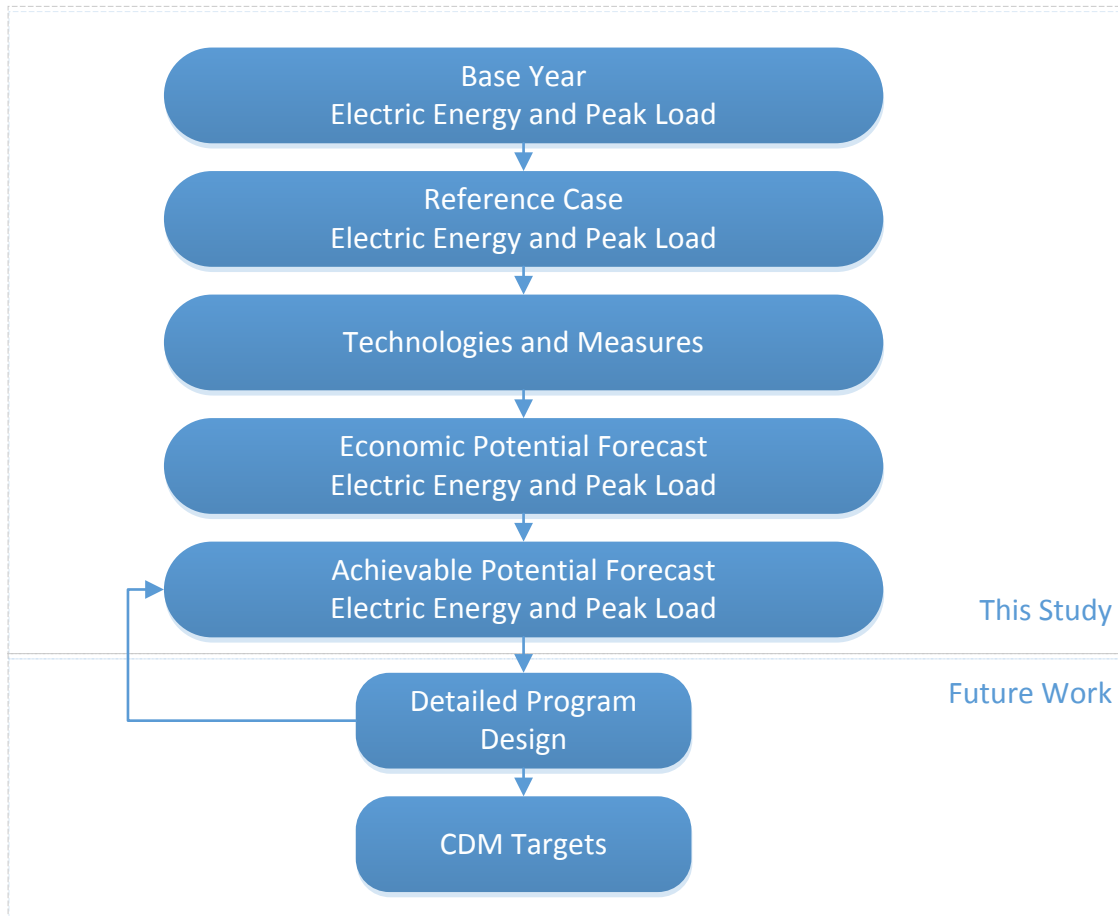 Base Year
Electric Energy and Peak Load
Reference Case
Electric Energy and Peak Load
Technologies and Measures
Economic Potential Forecast
Electric Energy and Peak Load
Achievable Potential Forecast
Electric Energy and Peak Load
This Study
Future Work
Detailed Program
Design
CDM Targets